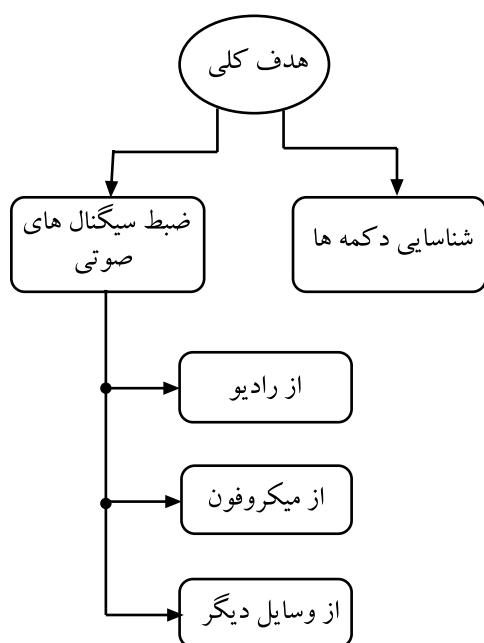 هدف کلی
شناسایی دکمه ها
ضبط سیگنال های
صوتی
از رادیو
از میکروفون
از وسایل دیگر